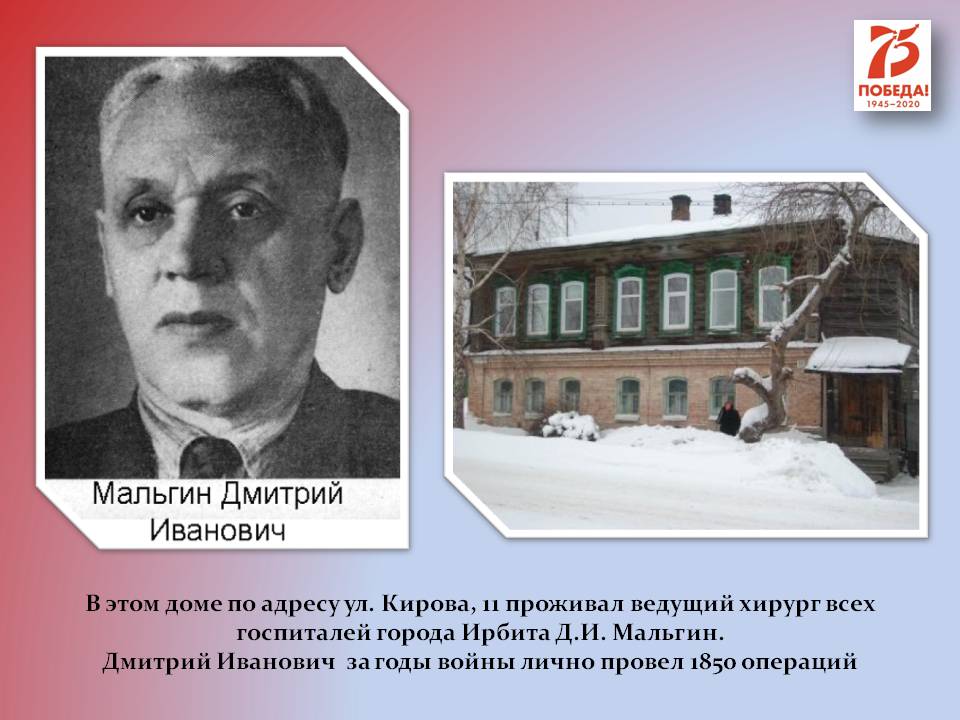 75
ПОБЕДА!
1945–2020
Мальгин Дмитрий
Иванович
В этом доме по адресу ул. Кирова, 11 проживал ведущий хирург всех
госпиталей города Ирбита Д.И. Мальгин.
Дмитрий Иванович за годы войны лично провел 1850 операций